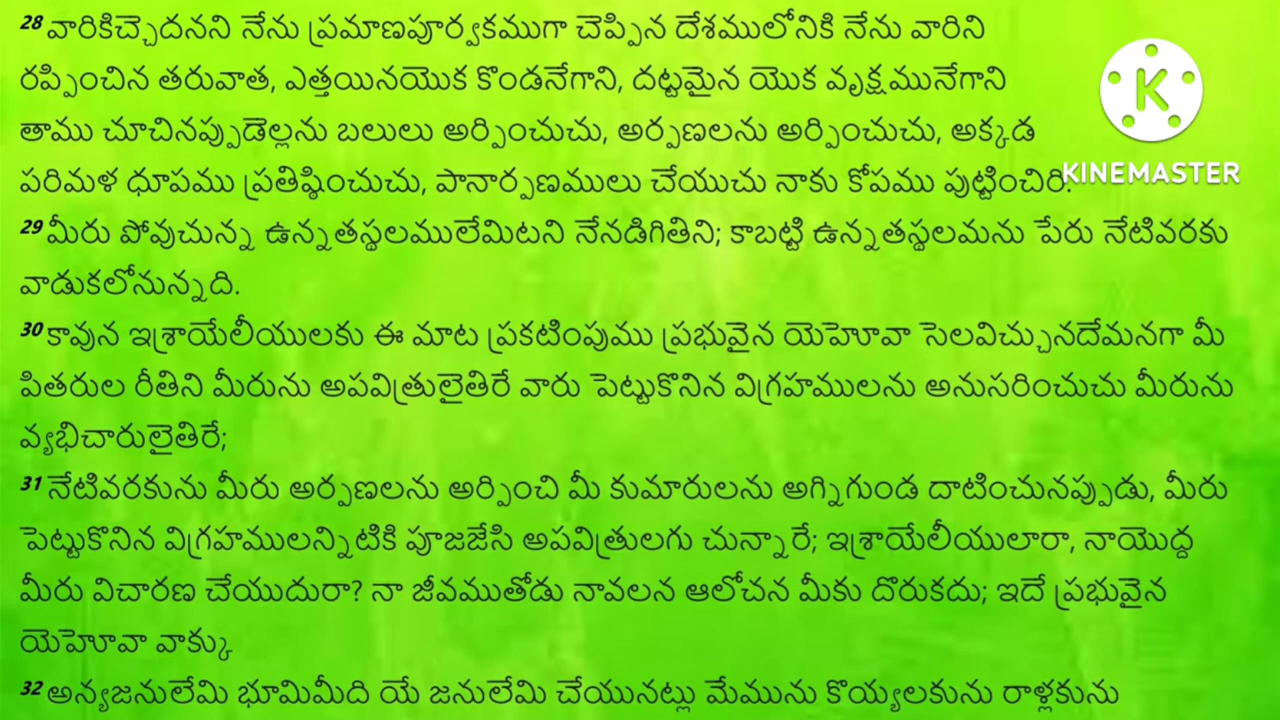 28 వారికిచ్చెదనని నేను ప్రమాణపూర్వకముగా చెప్పిన దేశములోనికి నేను వారిని
రప్పించిన తరువాత, ఎత్తయినయొక కొండనేగాని, దట్టమైన యొక వృక్షమునేగాని
తాము చూచినప్పుడెల్లను బలులు అర్పించుచు, అర్పణలను అర్పించుచు, అక్కడ
పరిమళ ధూపము ప్రతిష్ఠించుచు, పానార్పణములు చేయుచు నాకు కోపము పుట్టించిరి.
K
KINEMASTER
29 మీరు పోవుచున్న ఉన్నతస్థలములేమిటని నేనడిగితిని; కాబట్టి ఉన్నతస్థలమను పేరు నేటివరకు
వాడుకలోనున్నది.
30 కావున ఇశ్రాయేలీయులకు ఈ మాట ప్రకటింపుము ప్రభువైన యెహోవా సెలవిచ్చునదేమనగా మీ
పితరుల రీతిని మీరును అపవిత్రులైతిరే వారు పెట్టుకొనిన విగ్రహములను అనుసరించుచు మీరును
వ్యభిచారులైతిరే;
31 నేటివరకును మీరు అర్పణలను అర్పించి మీ కుమారులను అగ్నిగుండ దాటించునప్పుడు, మీరు
పెట్టుకొనిన విగ్రహములన్నిటికి పూజజేసి అపవిత్రులగు చున్నారే; ఇశ్రాయేలీయులారా, నాయొద్ద
మీరు విచారణ చేయుదురా? నా జీవముతోడు నావలన ఆలోచన మీకు దొరుకదు; ఇదే ప్రభువైన
యెహోవా వాక్కు
32 అన్యజనులేమి భూమిమీది యే జనులేమి చేయునట్లు మేమును కొయ్యలకును రాళ్లకును